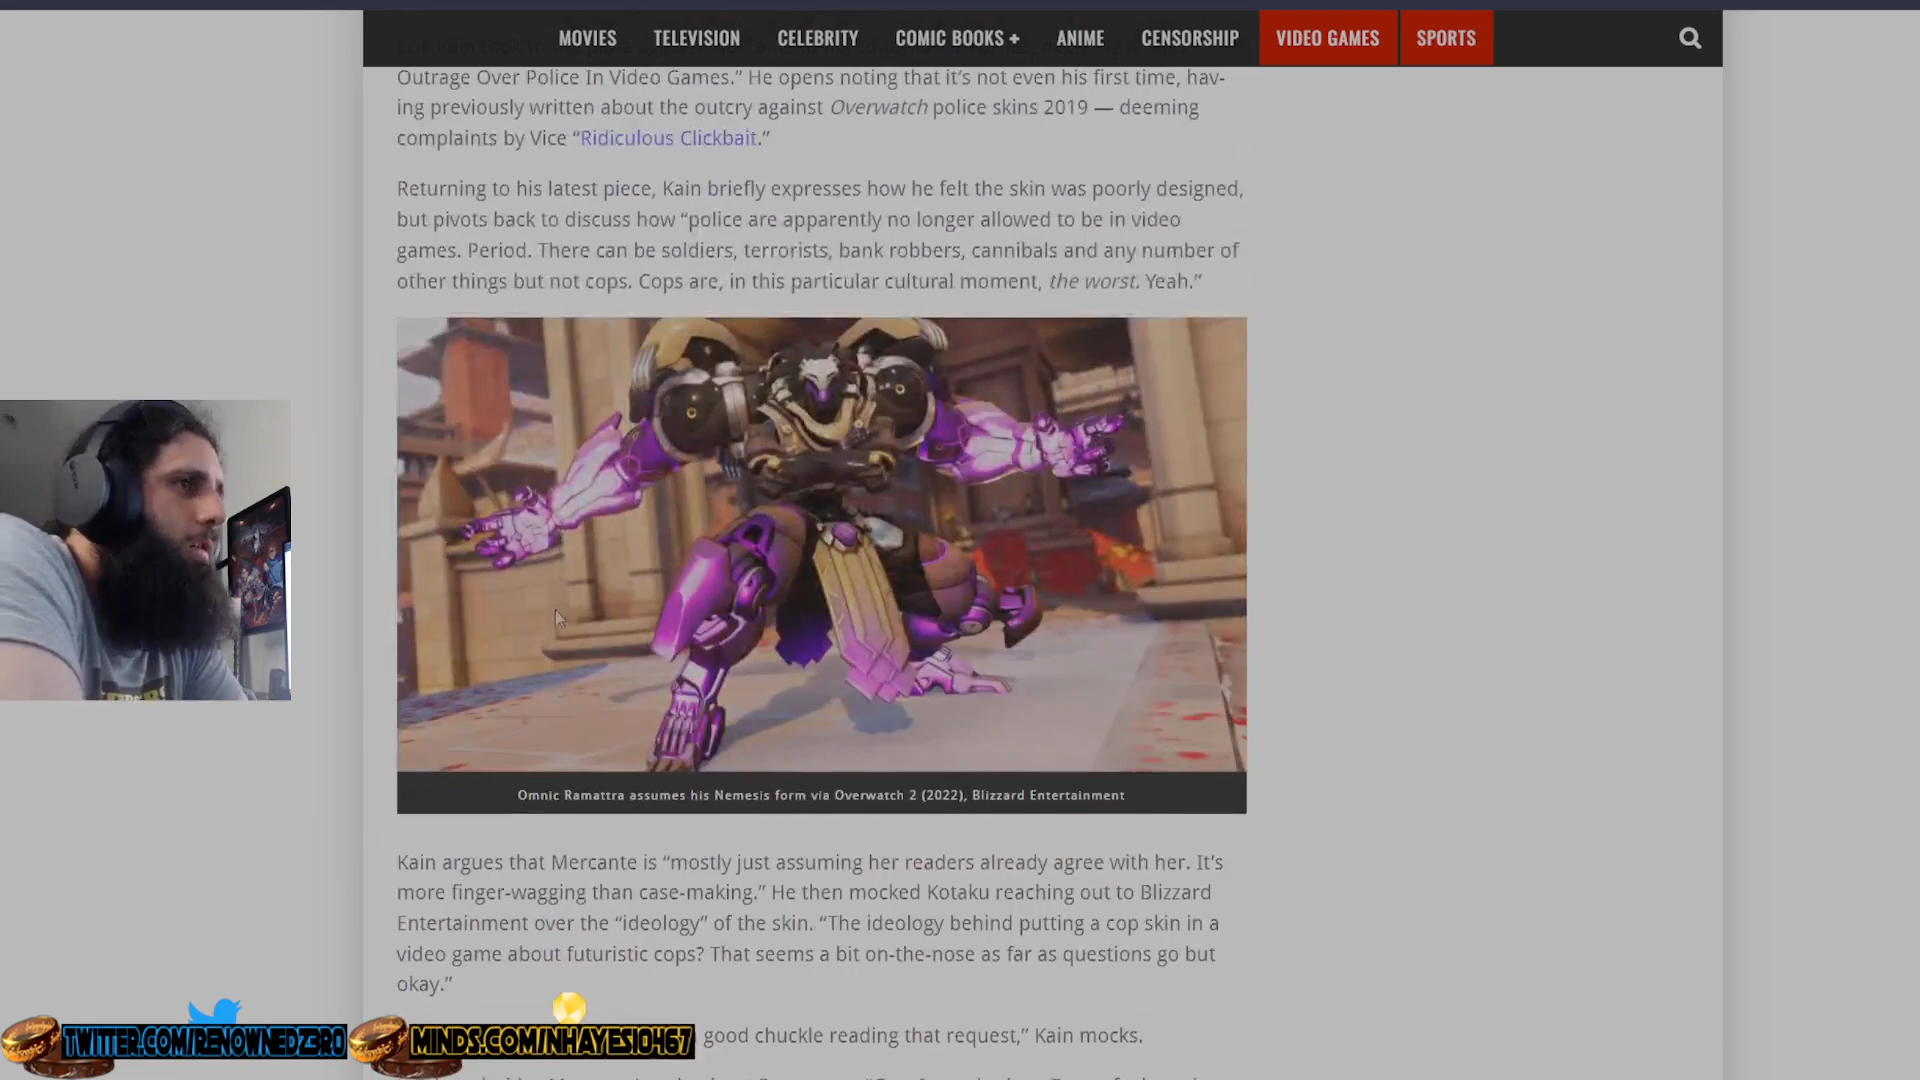 MOVIES TELEVISION CELEBRITY COMIC BOOKS + ANIME CENSORSHIP VIDEO GAMES SPORTS
Outrage Over Police In Video Games.” He opens noting that it’s not even his first time, hav-
ing previously written about the outcry against Overwatch police skins 2019 — deeming
complaints by Vice “Ridiculous Clickbait.”
Returning to his latest piece, Kain briefly expresses how he felt the skin was poorly designed,
but pivots back to discuss how “police are apparently no longer allowed to be in video
games. Period. There can be soldiers, terrorists, bank robbers, cannibals and any number of
other things but not cops. Cops are, in this particular cultural moment, the worst. Yeah.”
Omnic Ramattra assumes his Nemesis form via Overwatch 2 (2022), Blizzard Entertainment
Kain argues that Mercante is “mostly just assuming her readers already agree with her. It’s
more finger-wagging than case-making.” He then mocked Kotaku reaching out to Blizzard
Entertainment over the “ideology” of the skin. “The ideology behind putting a cop skin in a
video game about futuristic cops? That seems a bit on-the-nose as far as questions go but
okay.”
good chuckle reading that request,” Kain mocks.
TWITTER.COM/RENOWNEDZ3RO MINDS.COM/NHAYES10467